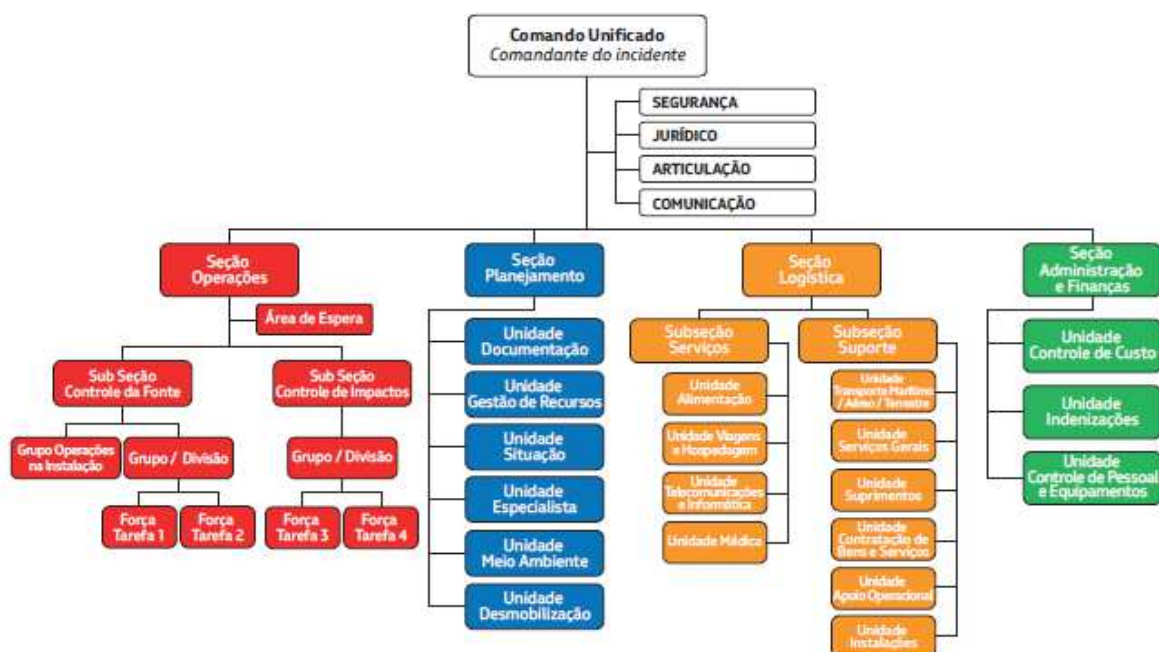 Comando Unificado
Comandante do incidente
SEGURANÇA
JURÍDICO
ARTICULAÇÃO
COMUNICAÇÃO
Seção
Operações
Área de Espera
Sub Seção
Controle da Fonte
Sub Seção
Controle de Impactos
Grupo Operações
na Instalação
Grupo / Divisão
Grupo / Divisão
Força
Tarefa 1
Força
Tarefa 2
Força
Tarefa 3
Força
Tarefa 4
Seção
Planejamento
Unidade
Documentação
Unidade
Gestão de Recursos
Unidade
Situação
Unidade
Especialista
Unidade
Meio Ambiente
Unidade
Desmobilização
Seção
Logística
Subseção
Serviços
Unidade
Alimentação
Unidade Viagens
e Hospedagem
Unidade
Telecomunicações
e Informática
Unidade Médica
Subseção
Suporte
Unidade
Transporte Marítimo
/ Aéreo / Terrestre
Unidade
Serviços Gerais
Unidade
Suprimentos
Unidade
Contratação de
Bens e Serviços
Unidade
Apoio Operacional
Unidade
Instalações
Seção
Administração
e Finanças
Unidade
Controle de Custo
Unidade
Indenizações
Unidade
Controle de Pessoal
e Equipamentos